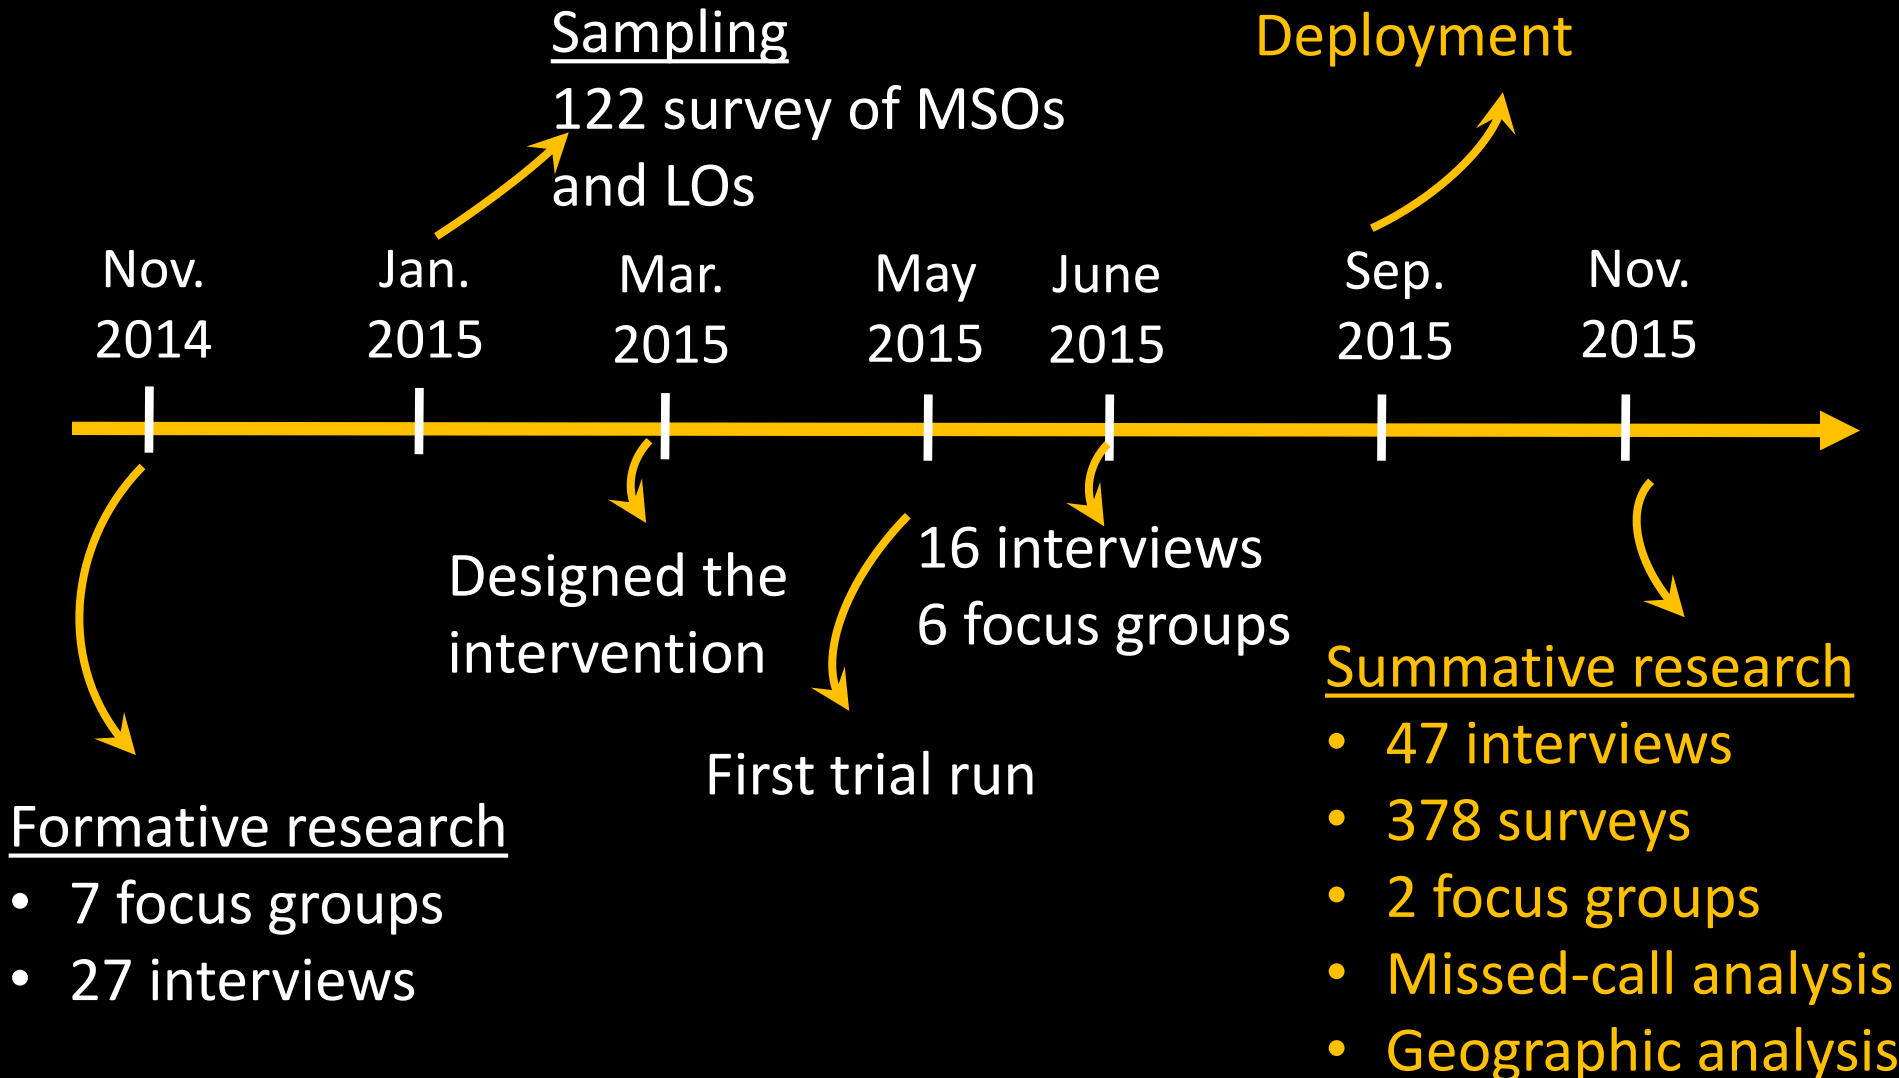 Sampling
122 survey of MSOs
and LOs
Deployment
Nov.
2014
Jan.
2015
Mar.
2015
May
2015
June
2015
Sep.
2015
Nov.
2015
Designed the
intervention
16 interviews
6 focus groups
First trial run
Formative research
• 7 focus groups
• 27 interviews
Summative research
• 47 interviews
• 378 surveys
• 2 focus groups
• Missed-call analysis
• Geographic analysis